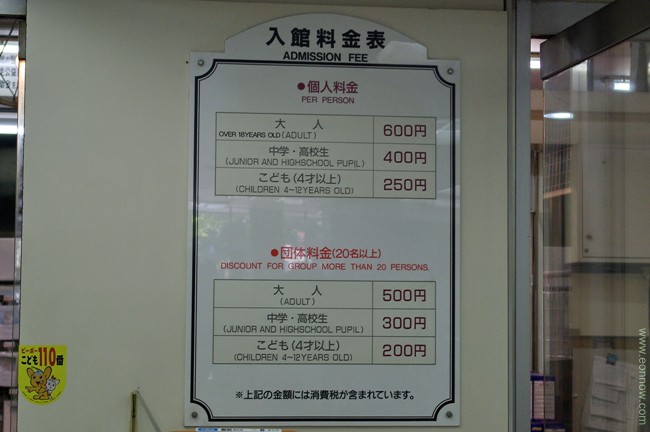 入館料金表
ADMISSION FEE
●個人料金
PER PERSON
大　人
OVER 18YEARS OLD(ADULT)
600円
中学・高校生
(JUNIOR AND HIGHSCHOOL PUPIL)
400円
こども(4才以上)
(CHILDREN 4~12YEARS OLD)
250円
●団体料金(20名以上)
DISCOUNT FOR GROUP MORE THAN 20 PERSONS.
大　人
(ADULT)
500円
中学・高校生
(JUNIOR AND HIGHSCHOOL PUPIL)
300円
こども(4才以上)
(CHILDREN 4~12YEARS OLD)
200円
※上記の金額には消費税が含まれています。
ピーポー
こども110番
www.eonnow.com